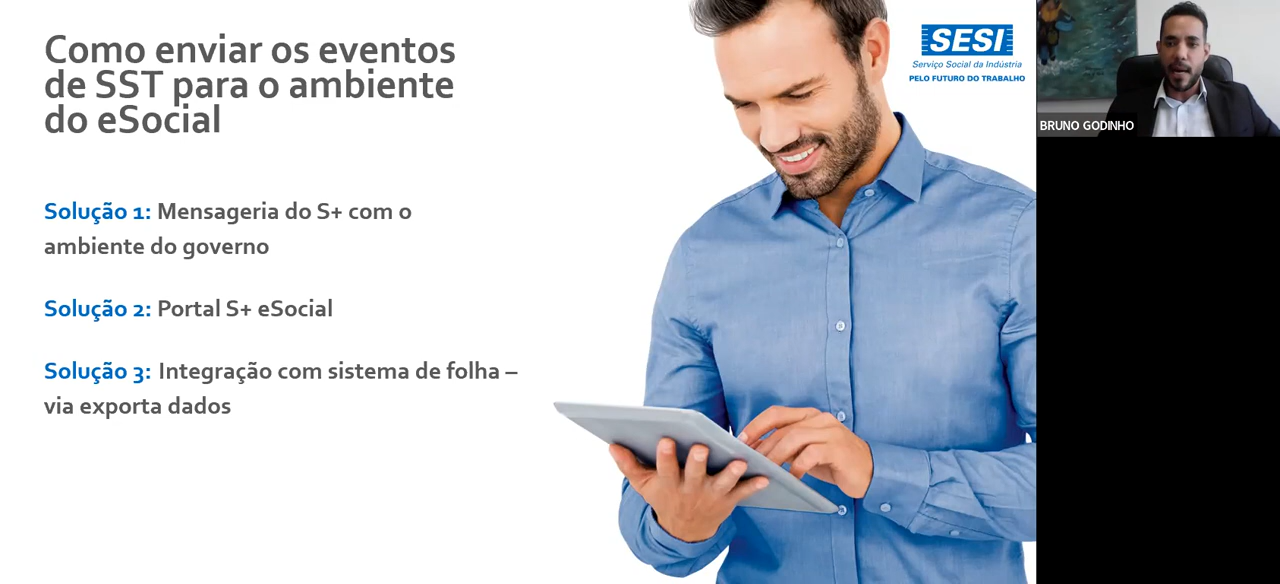 Como enviar os eventos
de SST para o ambiente
do eSocial
Solução 1: Mensageria do S+ com o
ambiente do governo
Solução 2: Portal S+ eSocial
Solução 3: Integração com sistema de folha –
via exporta dados
SESI
Serviço Social da Indústria
PELO FUTURO DO TRABALHO
BRUNO GODINHO